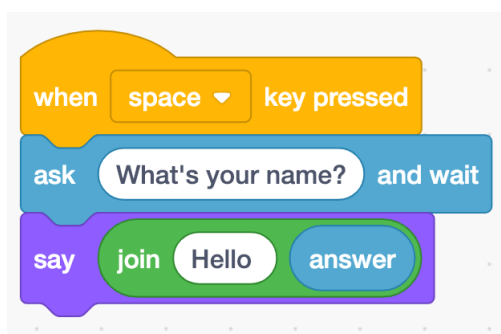 when space key pressed
ask What's your name? and wait
say join Hello answer